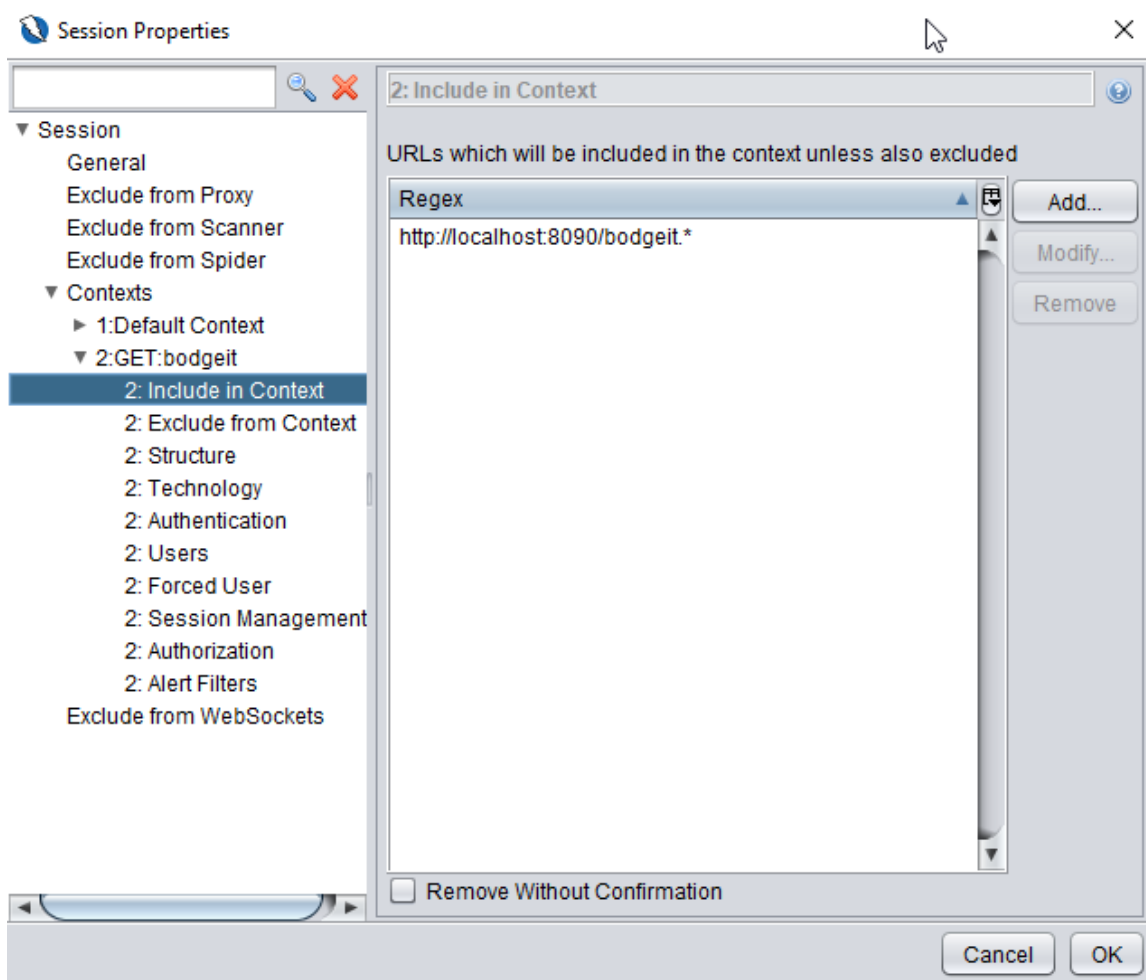 Session Properties
2: Include in Context
Session
General
Exclude from Proxy
Exclude from Scanner
Exclude from Spider
Contexts
1:Default Context
2:GET:bodgeit
2: Include in Context
2: Exclude from Context
2: Structure
2: Technology
2: Authentication
2: Users
2: Forced User
2: Session Management
2: Authorization
2: Alert Filters
Exclude from WebSockets
URLs which will be included in the context unless also excluded
Regex
http://localhost:8090/bodgeit.*
Add...
Modify...
Remove
Remove Without Confirmation
Cancel
OK